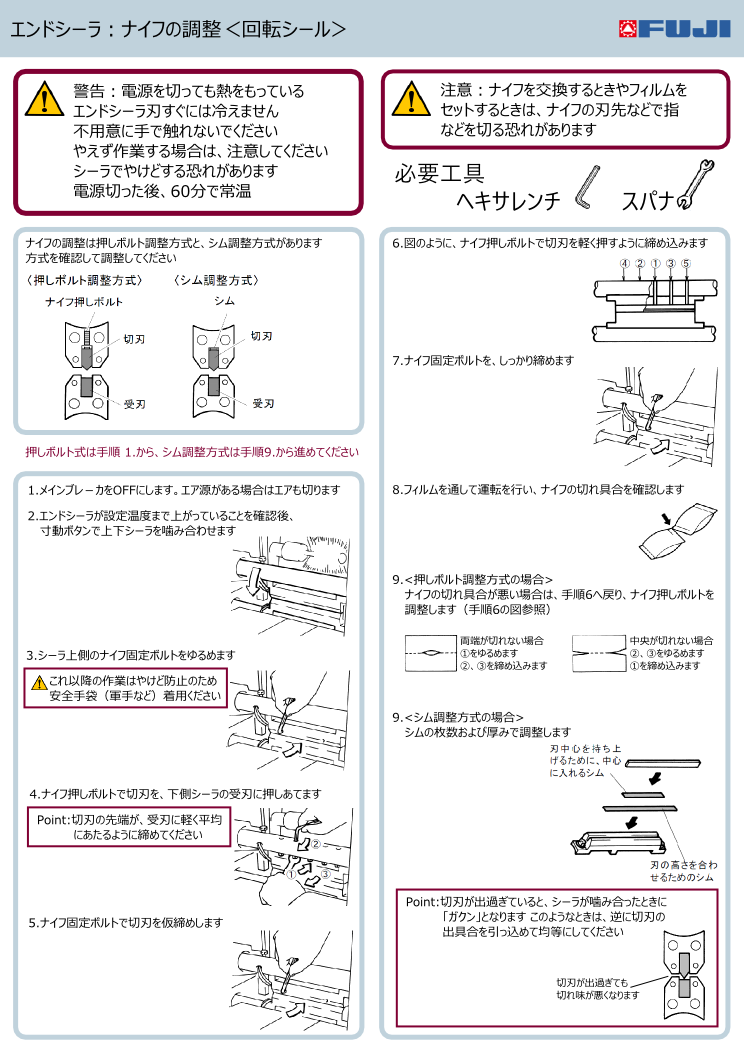 エンドシーラ：ナイフの調整＜回転シール＞
FUJI
警告：電源を切っても熱をもっている
エンドシーラ刃すぐには冷えません
不用意に手で触れないでください
やえず作業する場合は、注意してください
シーラでやけどする恐れがあります
電源切った後、60分で常温
注意：ナイフを交換するときやフィルムを
セットするときは、ナイフの刃先などで指
などを切る恐れがあります
必要工具
ヘキサレンチ
スパナ
ナイフの調整は押しボルト調整方式と、シム調整方式があります
方式を確認して調整してください
〈押しボルト調整方式〉
〈シム調整方式〉
ナイフ押しボルト
シム
切刃
切刃
受刃
受刃
押しボルト式は手順 1.から、シム調整方式は手順9.から進めてください
1.メインブレーカをOFFにします。エア源がある場合はエアも切ります
2.エンドシーラが設定温度まで上がっていることを確認後、
寸動ボタンで上下シーラを噛み合わせます
3.シーラ上側のナイフ固定ボルトをゆるめます
これ以降の作業はやけど防止のため
安全手袋（軍手など）着用ください
4.ナイフ押しボルトで切刃を、下側シーラの受刃に押しあてます
Point:切刃の先端が、受刃に軽く平均
にあたるように締めてください
②
①
③
5.ナイフ固定ボルトで切刃を仮締めします
6.図のように、ナイフ押しボルトで切刃を軽く押すように締め込みます
④ ② ① ③ ⑤
7.ナイフ固定ボルトを、しっかり締めます
8.フィルムを通して運転を行い、ナイフの切れ具合を確認します
9.<押しボルト調整方式の場合>
ナイフの切れ具合が悪い場合は、手順6へ戻り、ナイフ押しボルトを
調整します（手順6の図参照）
両端が切れない場合
①をゆるめます
②、③を締め込みます
中央が切れない場合
②、③をゆるめます
①を締め込みます
9.<シム調整方式の場合>
シムの枚数および厚みで調整します
刃中心を持ち上
げるために、中心
に入れるシム
刃の高さを合わ
せるためのシム
Point:切刃が出過ぎていると、シーラが噛み合ったときに
「ガクン」となります このようなときは、逆に切刃の
出具合を引っ込めて均等にしてください
切刃が出過ぎても
切れ味が悪くなります